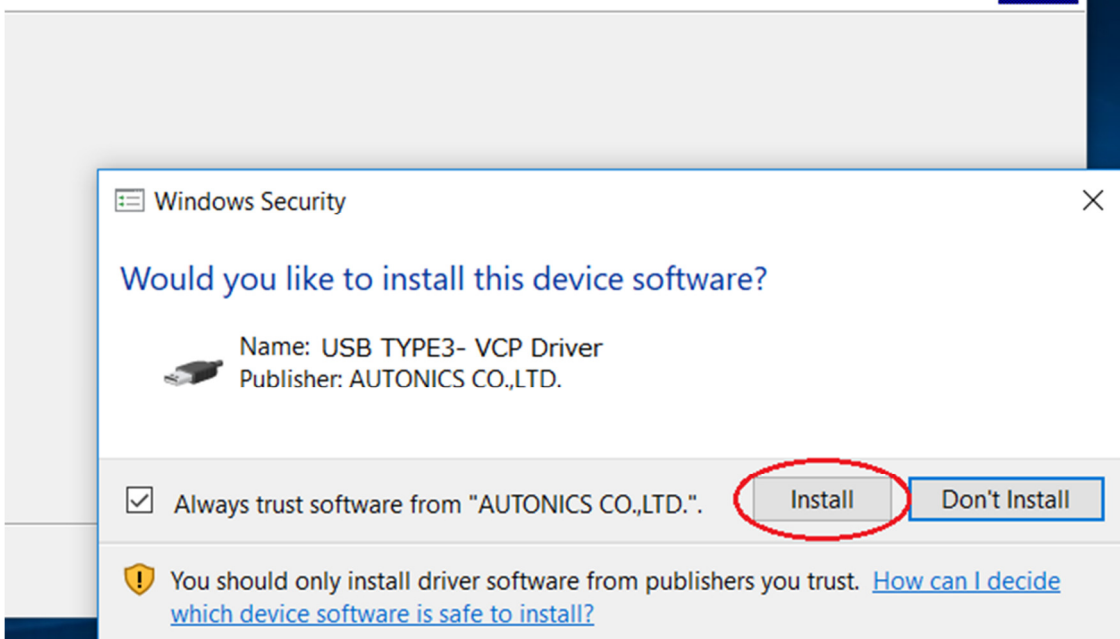 Windows Security
Would you like to install this device software?
Name: USB TYPE3- VCP Driver
Publisher: AUTONICS CO.,LTD.
Always trust software from "AUTONICS CO.,LTD.".
Install
Don't Install
You should only install driver software from publishers you trust. How can I decide
which device software is safe to install?